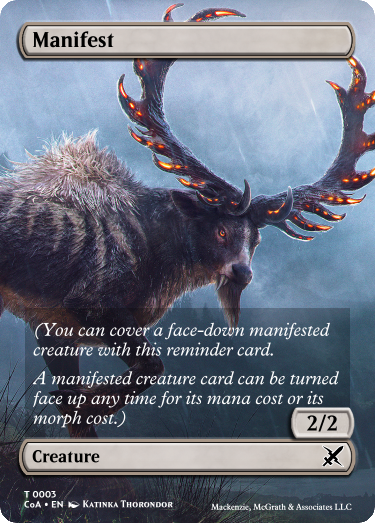 Manifest
(You can cover a face-down manifested
creature with this reminder card.
A manifested creature card can be turned
face up any time for its mana cost or its
morph cost.)
2/2
Creature
T 0003
CoA • EN Katinka Thorondor
Mackenzie, McGrath & Associates LLC